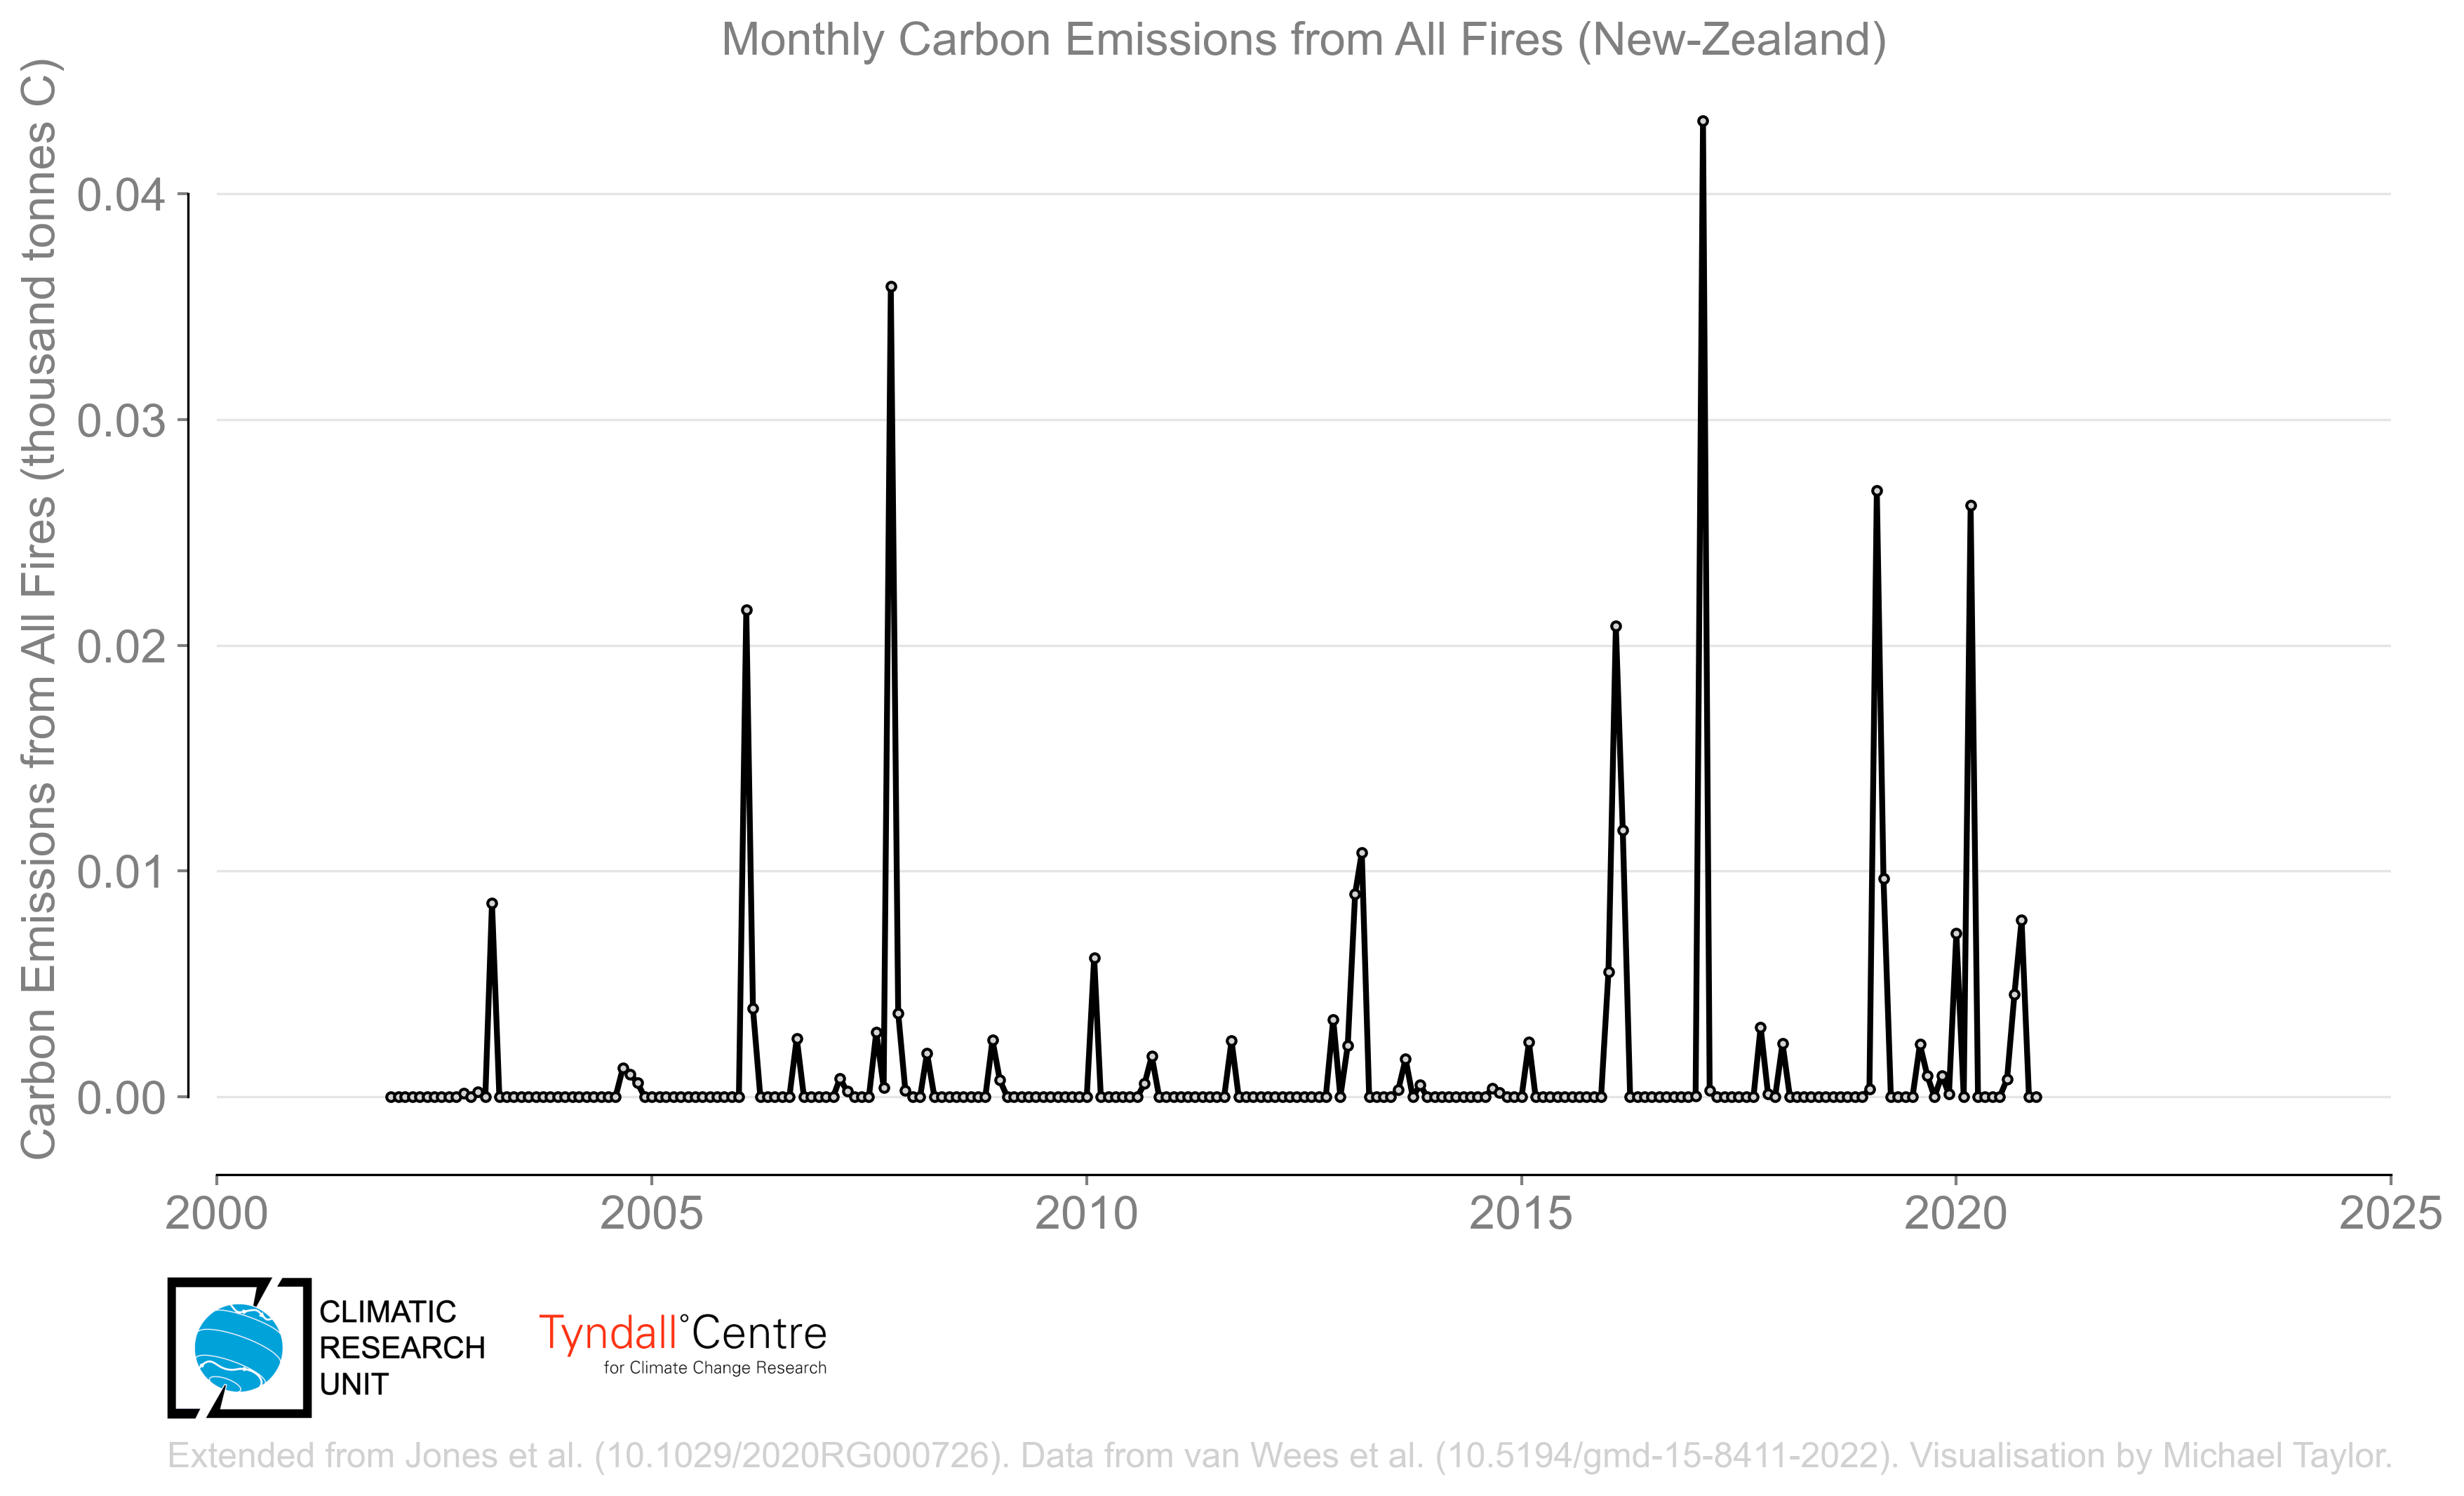 Monthly Carbon Emissions from All Fires (New-Zealand)
Carbon Emissions from All Fires (thousand tonnes C)
0.04
0.03
0.02
0.01
0.00
2000 2005 2010 2015 2020 2025
CLIMATIC
RESEARCH
UNIT
Tyndall°Centre
for Climate Change Research
Extended from Jones et al. (10.1029/2020RG000726). Data from van Wees et al. (10.5194/gmd-15-8411-2022). Visualisation by Michael Taylor.